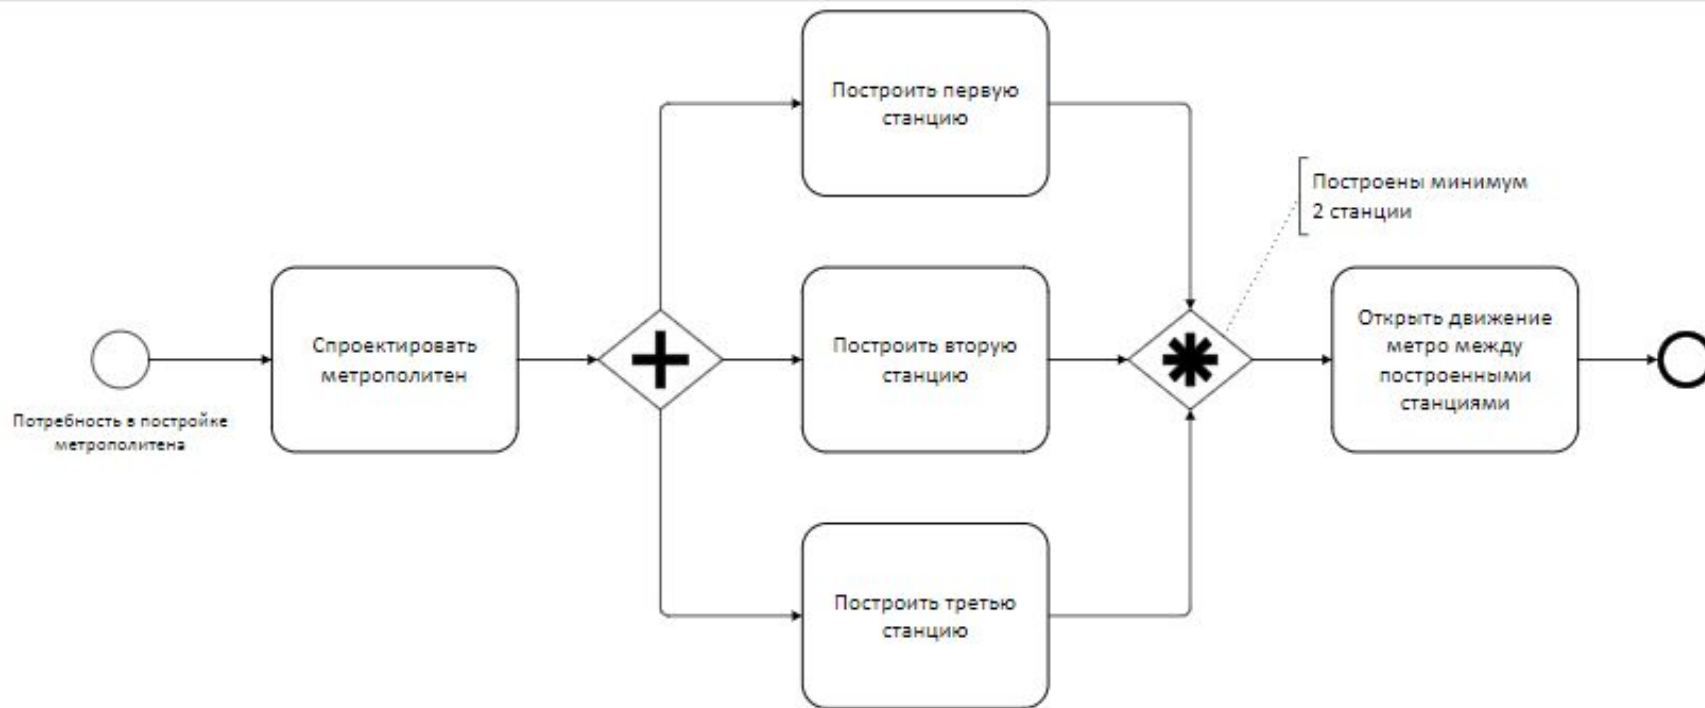 Построить первую
станцию
Построены минимум
2 станции
Спроектировать
метрополитен
Построить вторую
станцию
Открыть движение
метро между
построенными
станциями
Потребность в постройке
метрополитена
Построить третью
станцию